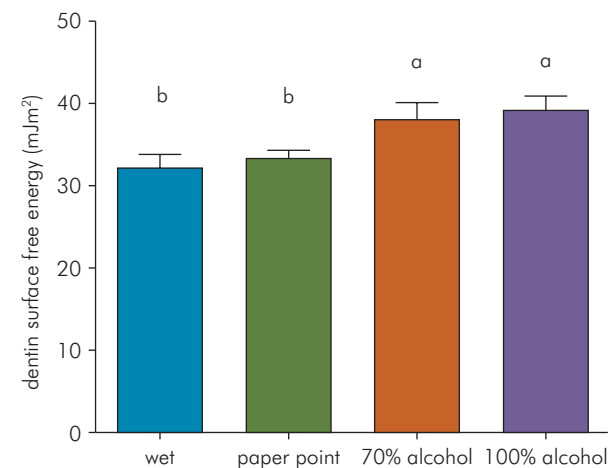 50
40
30
20
10
0
dentin surface free energy (mJm²)
b
b
a
a
wet
paper point
70% alcohol
100% alcohol